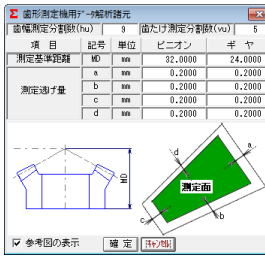 歯形測定機用ﾃﾞｰﾀ解析諸元
歯幅測定分割数(hu) 9 歯たけ測定分割数(vu) 5
項 目 記号 単位 ピニオン ギ ヤ
測定基準距離 MD mm 32.0000 24.0000
測定逃げ量 a mm 0.2000 0.2000
b mm 0.2000 0.2000
c mm 0.2000 0.2000
d mm 0.2000 0.2000
MD
a
d
測定面
c
b
参考図の表示 確 定 ｷｬﾝｾﾙ